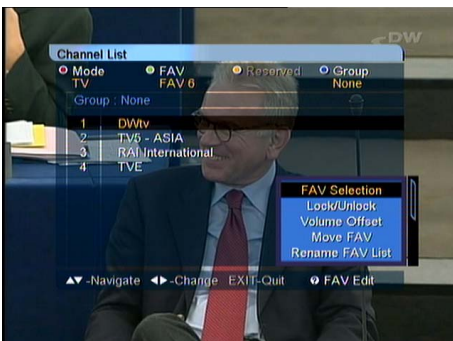 DW
Channel List
Mode FAV Reserved Group
TV FAV 6 None
Group : None
1 DWtv
2 TV5 - ASIA
3 RAI International
4 TVE
FAV Selection
Lock/Unlock
Volume Offset
Move FAV
Rename FAV List
▲▼ -Navigate ◀▶ -Change EXIT-Quit FAV Edit